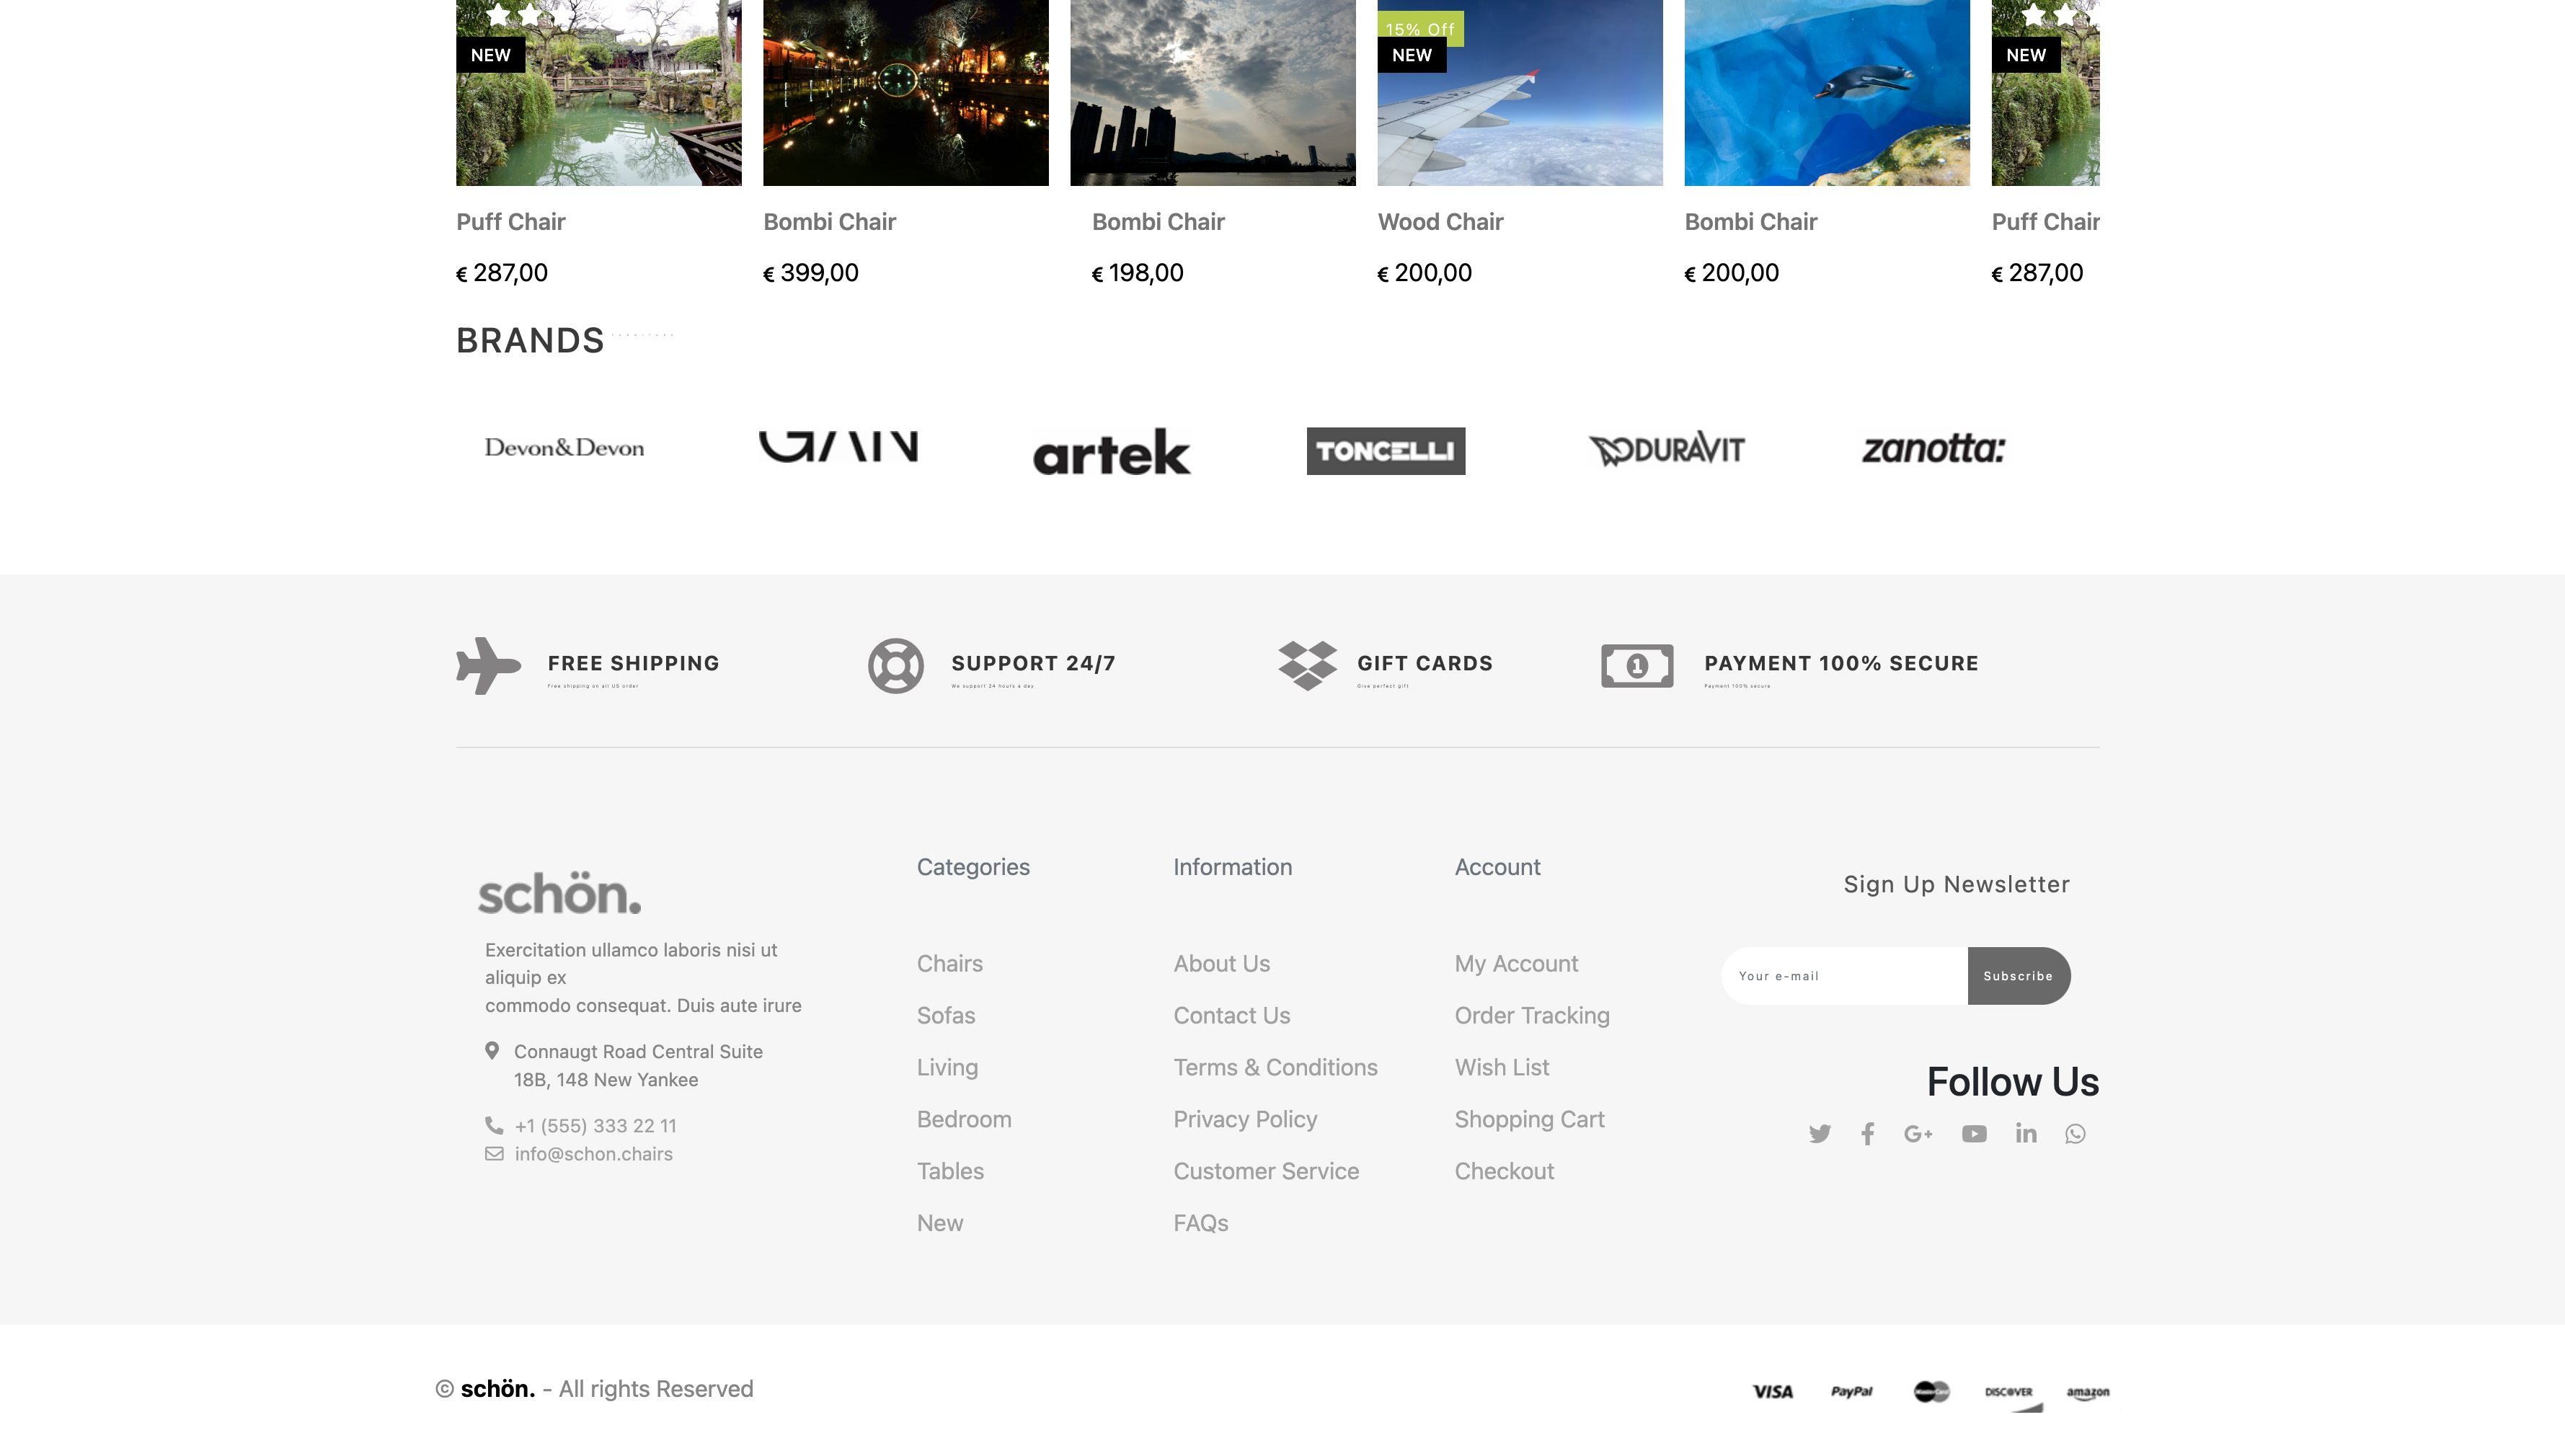 15% Off
NEW
NEW
NEW
Puff Chair
Bombi Chair
Bombi Chair
Wood Chair
Bombi Chair
Puff Chair
€ 287,00
€ 399,00
€ 198,00
€ 200,00
€ 200,00
€ 287,00
BRANDS
Devon&Devon
GAN
artek
TONCELLI
DURAVIT
zanotta:
FREE SHIPPING
Free shipping on all US order
SUPPORT 24/7
We support 24 hours a day
GIFT CARDS
Give perfect gift
PAYMENT 100% SECURE
Payment 100% secure
schön.
Exercitation ullamco laboris nisi ut
aliquip ex
commodo consequat. Duis aute irure
Connaugt Road Central Suite
18B, 148 New Yankee
+1 (555) 333 22 11
info@schon.chairs
Categories
Chairs
Sofas
Living
Bedroom
Tables
New
Information
About Us
Contact Us
Terms & Conditions
Privacy Policy
Customer Service
FAQs
Account
My Account
Order Tracking
Wish List
Shopping Cart
Checkout
Sign Up Newsletter
Your e-mail
Subscribe
Follow Us
© schön. - All rights Reserved
VISA
PayPal
MasterCard
DISCOVER
amazon